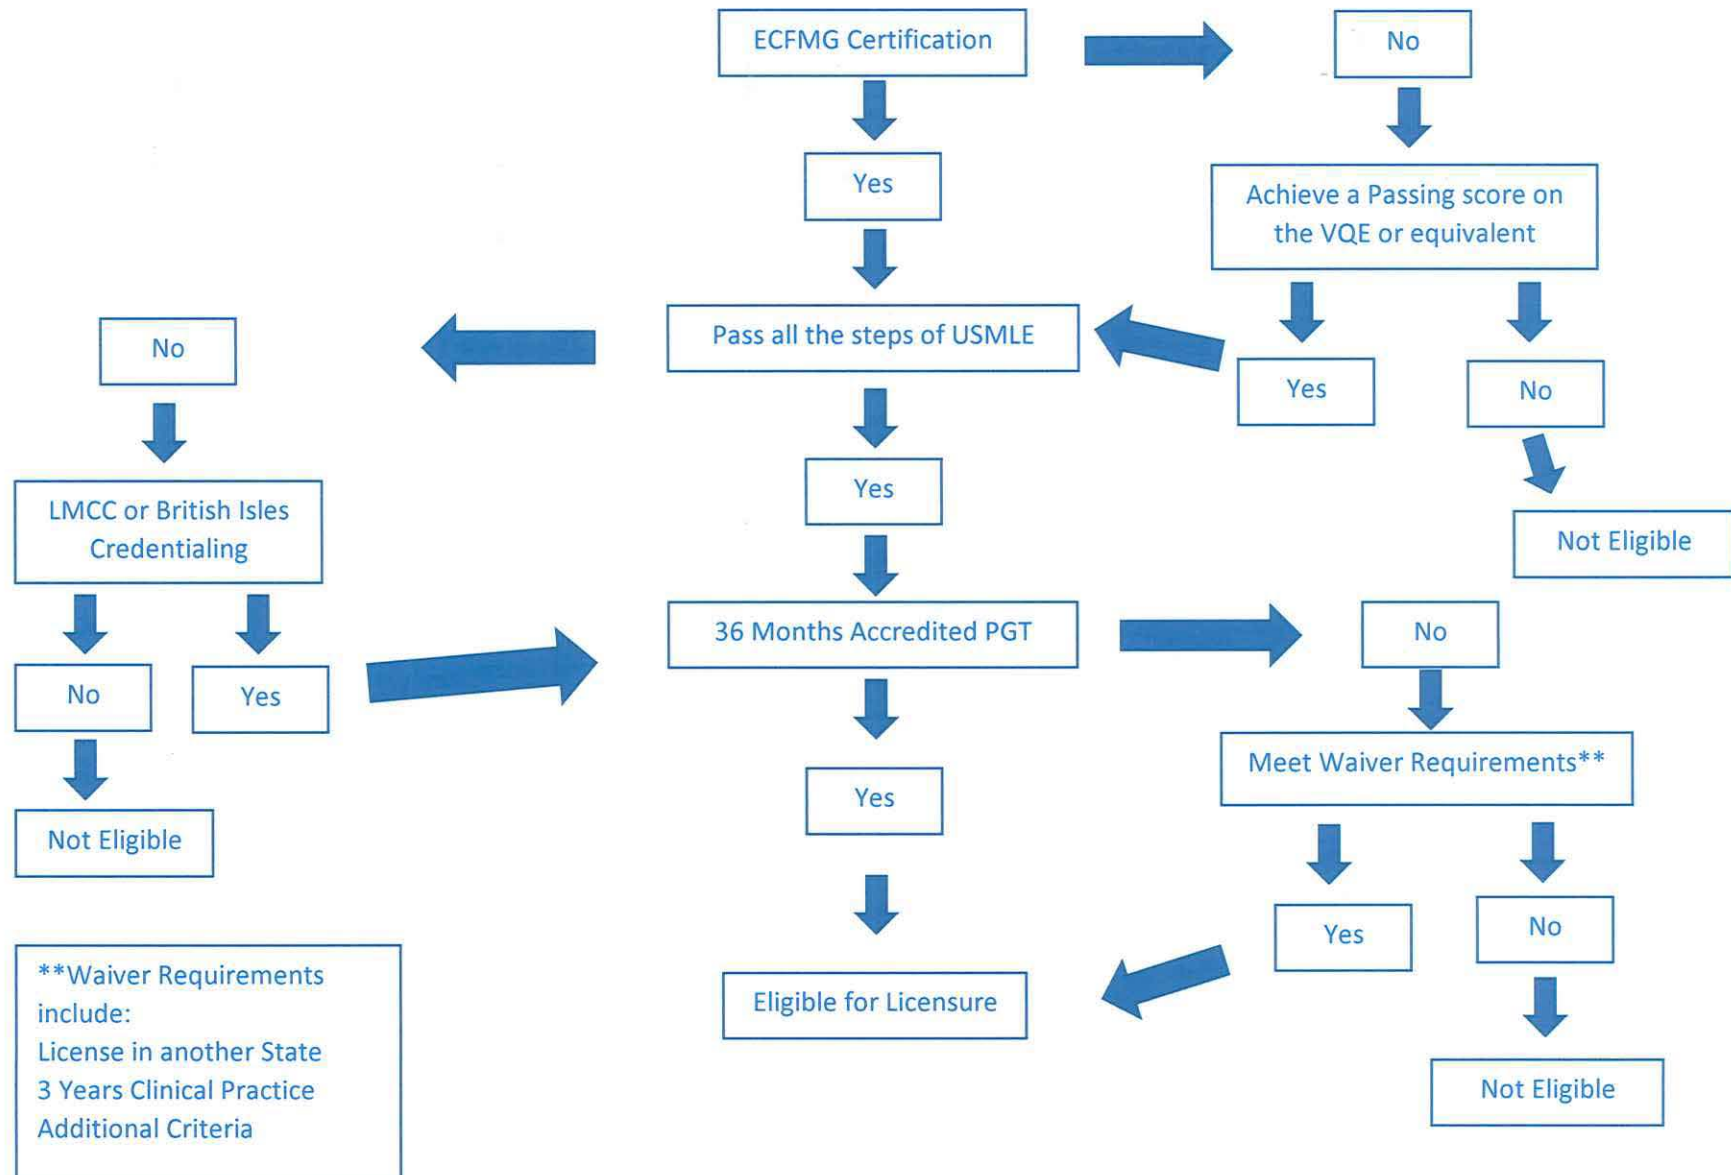 ECFMG Certification
No
Yes
Achieve a Passing score on
the VQE or equivalent
Pass all the steps of USMLE
No
Yes
No
Yes
LMCC or British Isles
Credentialing
Not Eligible
36 Months Accredited PGT
No
No
Yes
Meet Waiver Requirements**
Yes
Not Eligible
Yes
No
**Waiver Requirements
include:
License in another State
3 Years Clinical Practice
Additional Criteria
Eligible for Licensure
Not Eligible